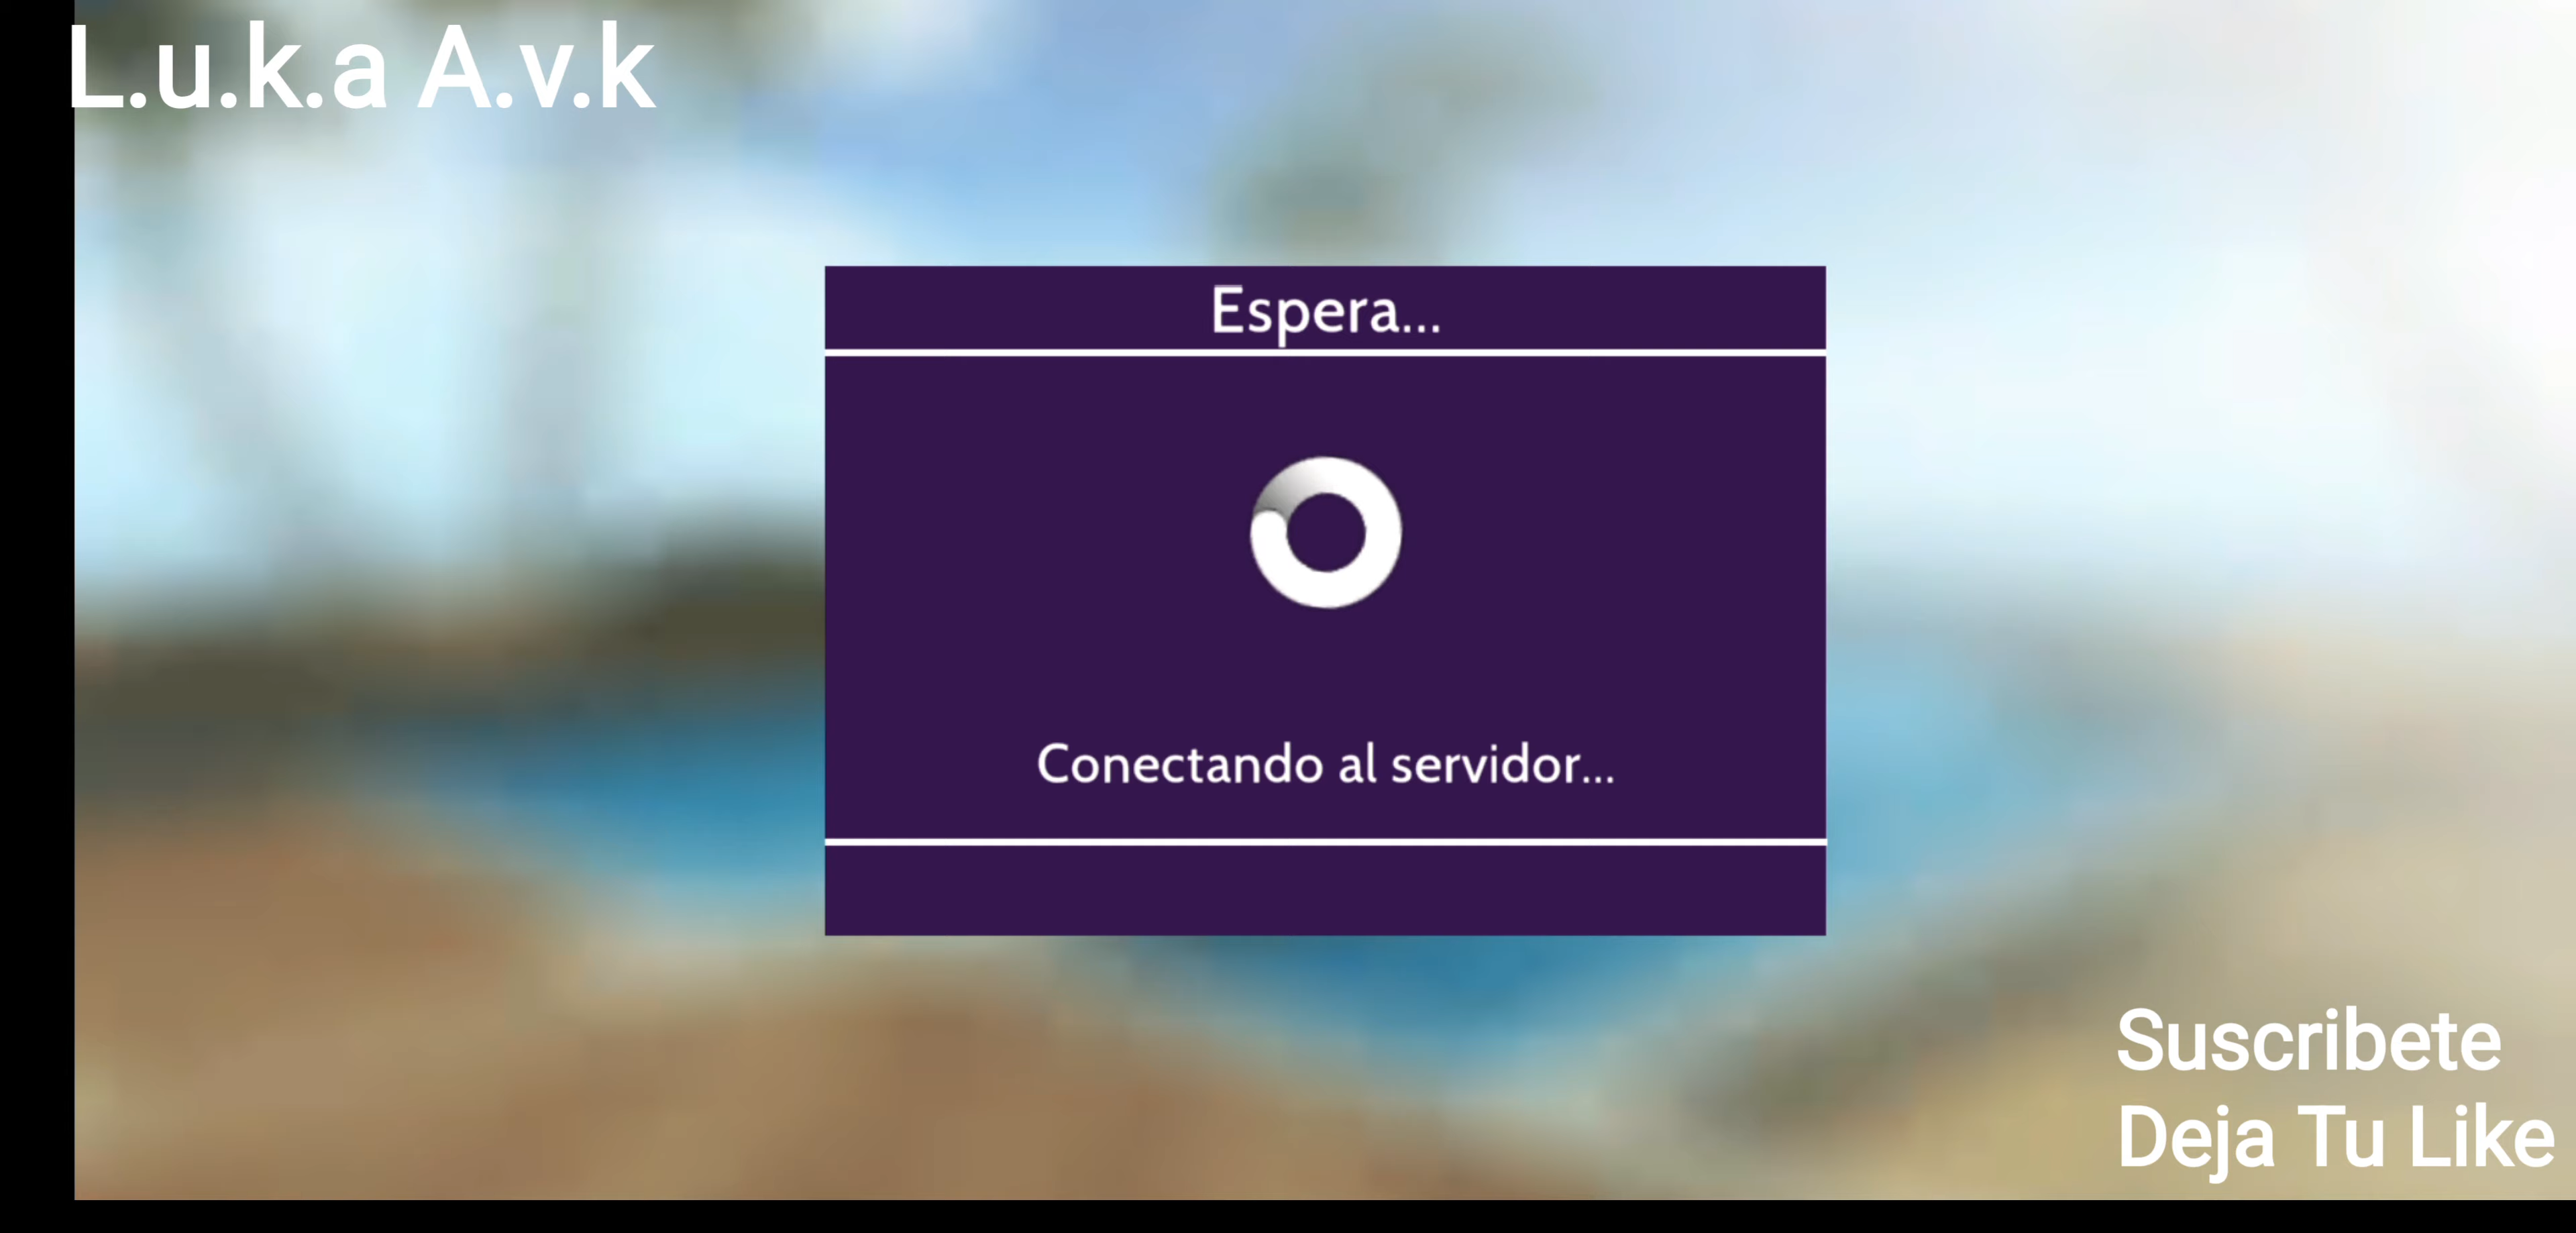 L.u.k.a A.v.k
Espera...
Conectando al servidor...
Suscribete
Deja Tu Like